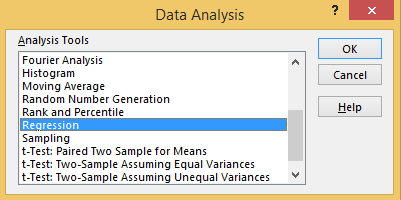 Data Analysis
?
Analysis Tools
Fourier Analysis
Histogram
Moving Average
Random Number Generation
Rank and Percentile
Regression
Sampling
t-Test: Paired Two Sample for Means
t-Test: Two-Sample Assuming Equal Variances
t-Test: Two-Sample Assuming Unequal Variances
OK
Cancel
Help